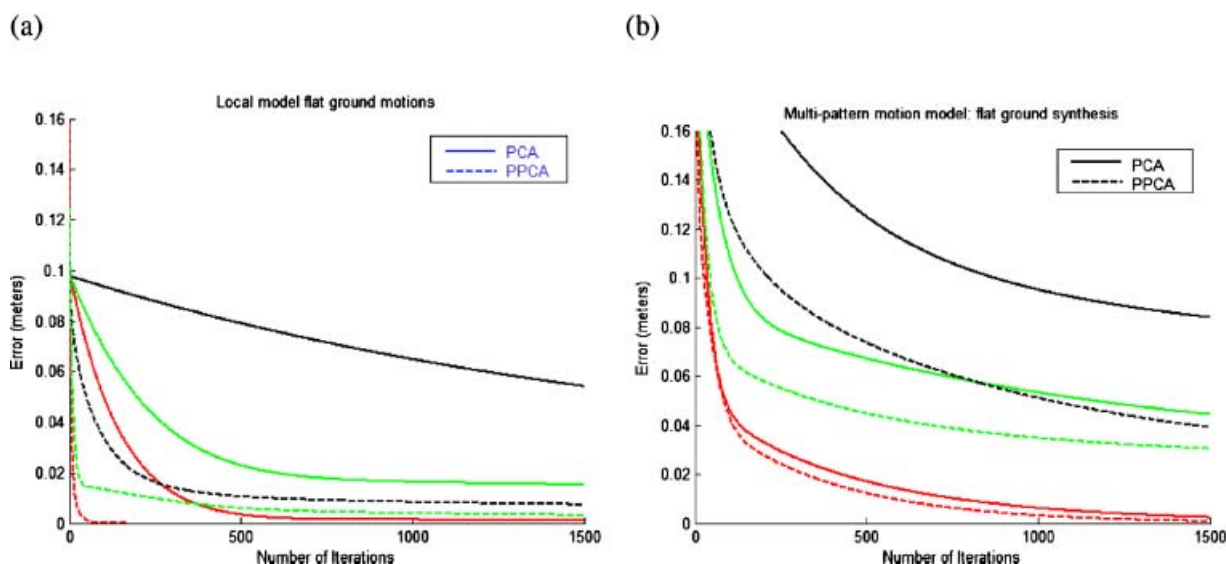 (a)
(b)
Local model flat ground motions
0.16
0.14
0.12
0.1
0.08
0.06
0.04
0.02
0
Error (meters)
PCA
PPCA
0
500
1000
1500
Number of Iterations
Multi-pattern motion model: flat ground synthesis
0.16
0.14
0.12
0.1
0.08
0.06
0.04
0.02
0
Error (meters)
PCA
PPCA
0
500
1000
1500
Number of Iterations